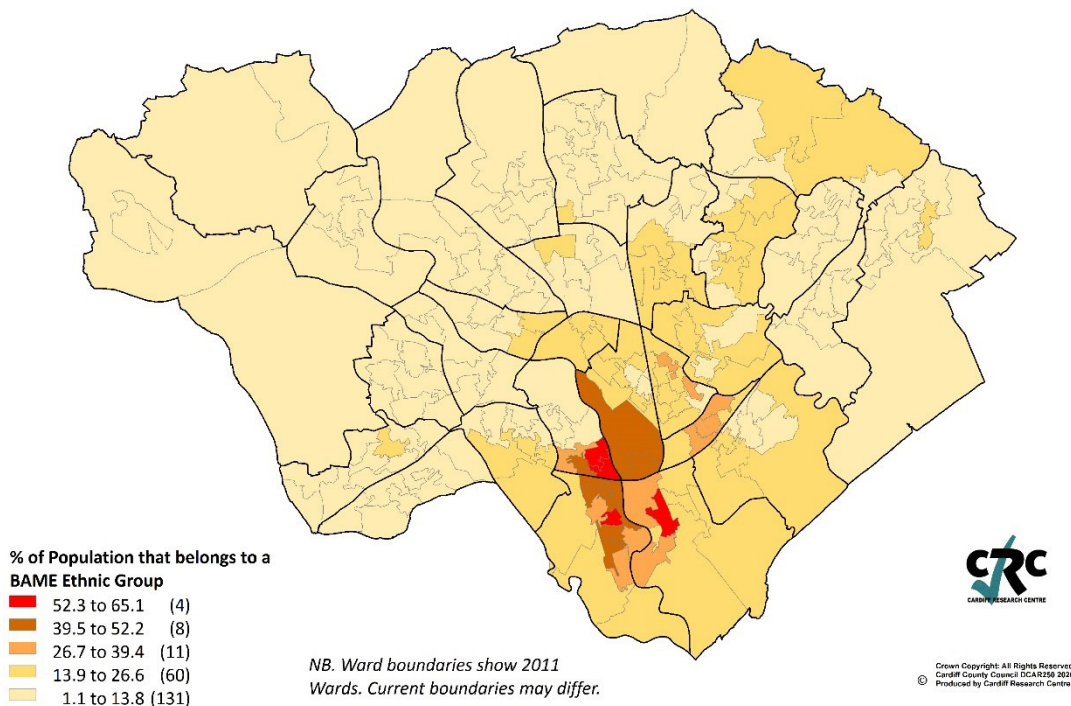 % of Population that belongs to a
BAME Ethnic Group
52.3 to 65.1 (4)
39.5 to 52.2 (8)
26.7 to 39.4 (11)
13.9 to 26.6 (60)
1.1 to 13.8 (131)
NB. Ward boundaries show 2011
Wards. Current boundaries may differ.
CRC
CARDIFF RESEARCH CENTRE
Crown Copyright: All Rights Reserved
Cardiff County Council DCAR250 2020
© Produced by Cardiff Research Centre